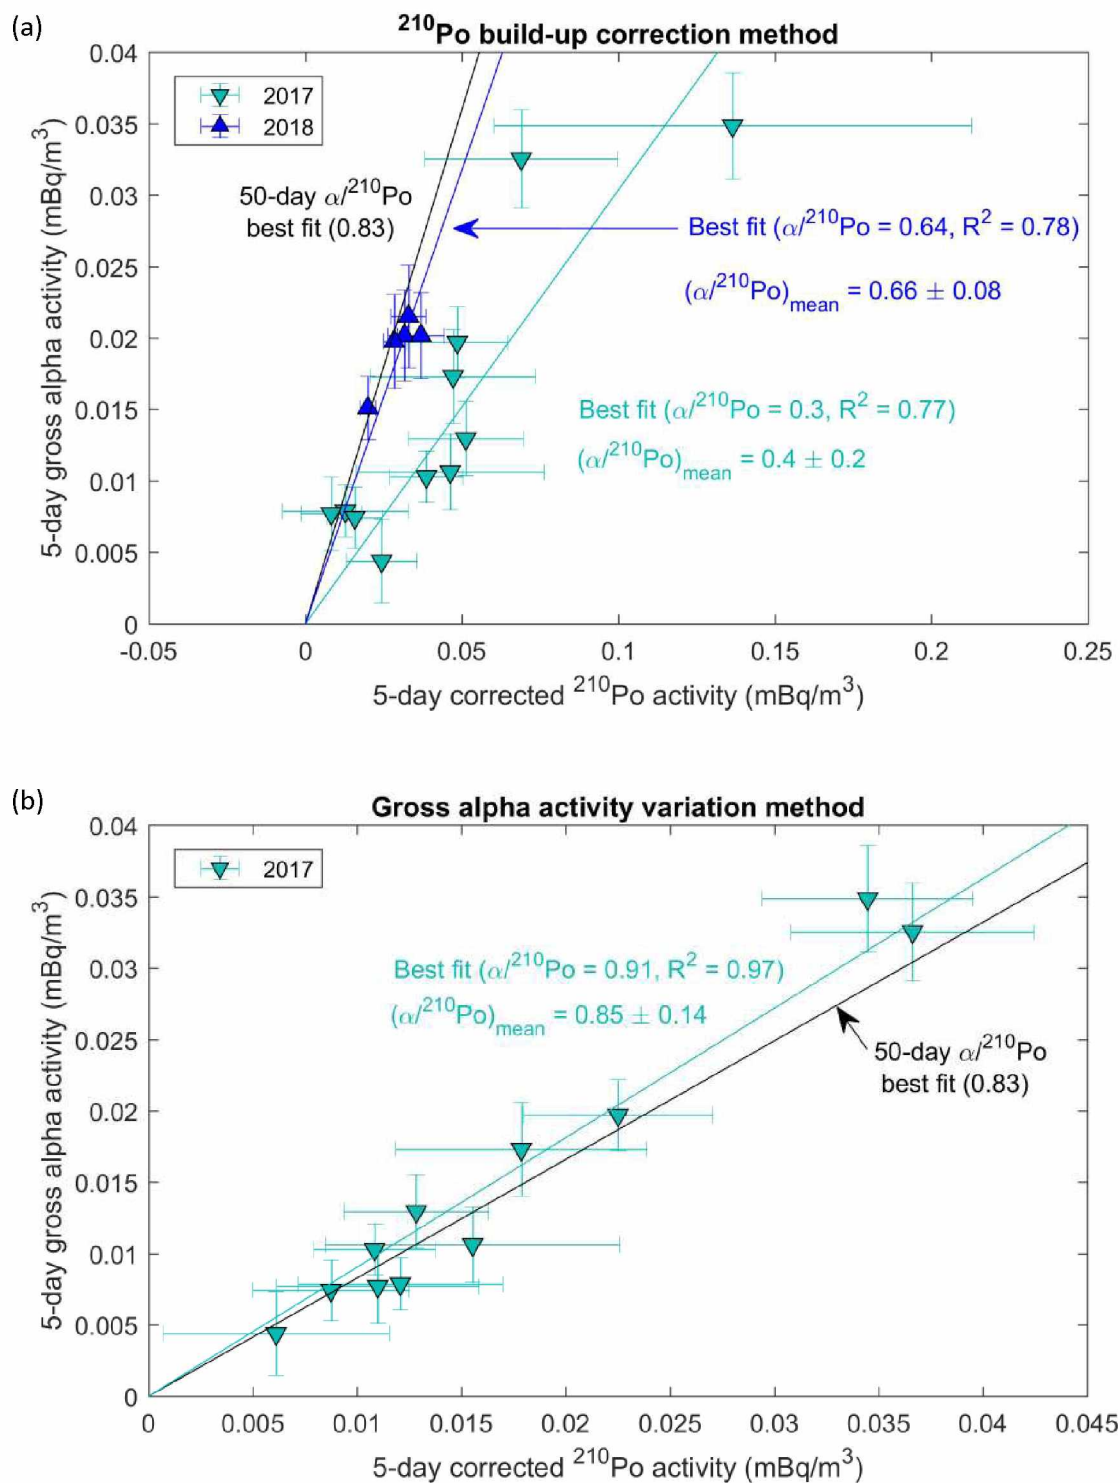 (a)
²¹⁰Po build-up correction method
0.04
0.035
0.03
0.025
0.02
0.015
0.01
0.005
0
5-day gross alpha activity (mBq/m³)
2017
2018
50-day α/²¹⁰Po
best fit (0.83)
Best fit (α/²¹⁰Po = 0.64, R² = 0.78)
(α/²¹⁰Po)mean = 0.66 ± 0.08
Best fit (α/²¹⁰Po = 0.3, R² = 0.77)
(α/²¹⁰Po)mean = 0.4 ± 0.2
-0.05 0 0.05 0.1 0.15 0.2 0.25
5-day corrected ²¹⁰Po activity (mBq/m³)
(b)
Gross alpha activity variation method
0.04
0.035
0.03
0.025
0.02
0.015
0.01
0.005
0
5-day gross alpha activity (mBq/m³)
2017
Best fit (α/²¹⁰Po = 0.91, R² = 0.97)
(α/²¹⁰Po)mean = 0.85 ± 0.14
50-day α/²¹⁰Po
best fit (0.83)
0 0.005 0.01 0.015 0.02 0.025 0.03 0.035 0.04 0.045
5-day corrected ²¹⁰Po activity (mBq/m³)